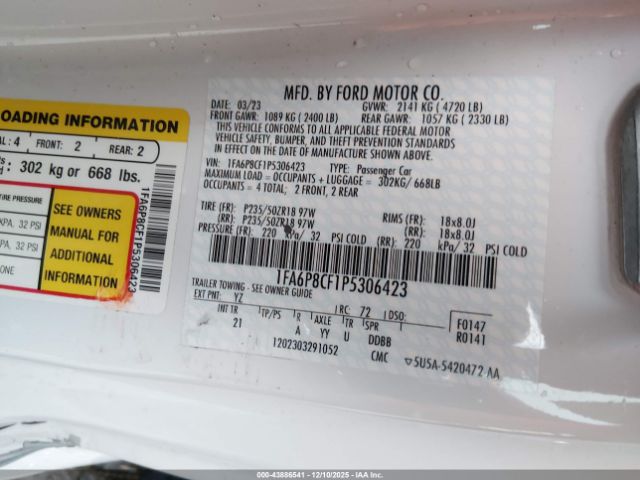 LOADING INFORMATION
4 FRONT: 2 REAR: 2
302 kg or 668 lbs.
KPA, 32 PSI
KPA, 32 PSI
NONE
SEE OWNERS
MANUAL FOR
ADDITIONAL
INFORMATION
1FA6P8CF1P5306423
MFD. BY FORD MOTOR CO.
DATE: 03/23 GVWR: 2141 KG ( 4720 LB)
FRONT GAWR: 1089 KG ( 2400 LB) REAR GAWR: 1057 KG ( 2330 LB)
THIS VEHICLE CONFORMS TO ALL APPLICABLE FEDERAL MOTOR
VEHICLE SAFETY, BUMPER, AND THEFT PREVENTION STANDARDS
IN EFFECT ON THE DATE OF MANUFACTURE SHOWN ABOVE.
VIN: 1FA6P8CF1P5306423 TYPE: Passenger Car
MAXIMUM LOAD = OCCUPANTS + LUGGAGE = 302KG/ 668LB
OCCUPANTS = 4 TOTAL; 2 FRONT, 2 REAR
TIRE (FR): P235/50ZR18 97W RIMS (FR): 18x8.0J
(RR): P235/50ZR18 97W (RR): 18x8.0J
PRESSURE (FR): 220 kPa/ 32 PSI COLD (RR): 220 kPa/ 32 PSI COLD
1FA6P8CF1P5306423
TRAILER TOWING - SEE OWNER GUIDE
EXT PNT: YZ RC: 72 DSO: F0147
INT TR TP/PS R AXLE TR SPR R0141
21 A YY U DDBB
1202303291052 CMC 5U5A-5420472-AA
000-43886541 - 12/10/2025 - IAAI.CA